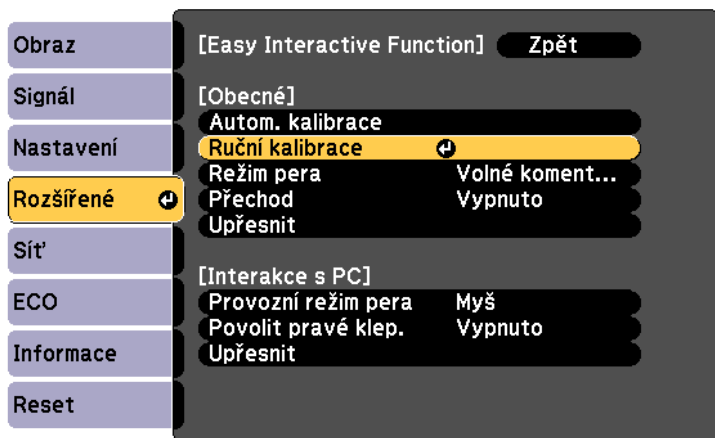 Obraz
Signál
Nastavení
Rozšířené
Síť
ECO
Informace
Reset
[Easy Interactive Function] Zpět
[Obecné]
Autom. kalibrace
Ruční kalibrace
Režim pera Volné koment...
Přechod Vypnuto
Upřesnit
[Interakce s PC]
Provozní režim pera Myš
Povolit pravé klep. Vypnuto
Upřesnit